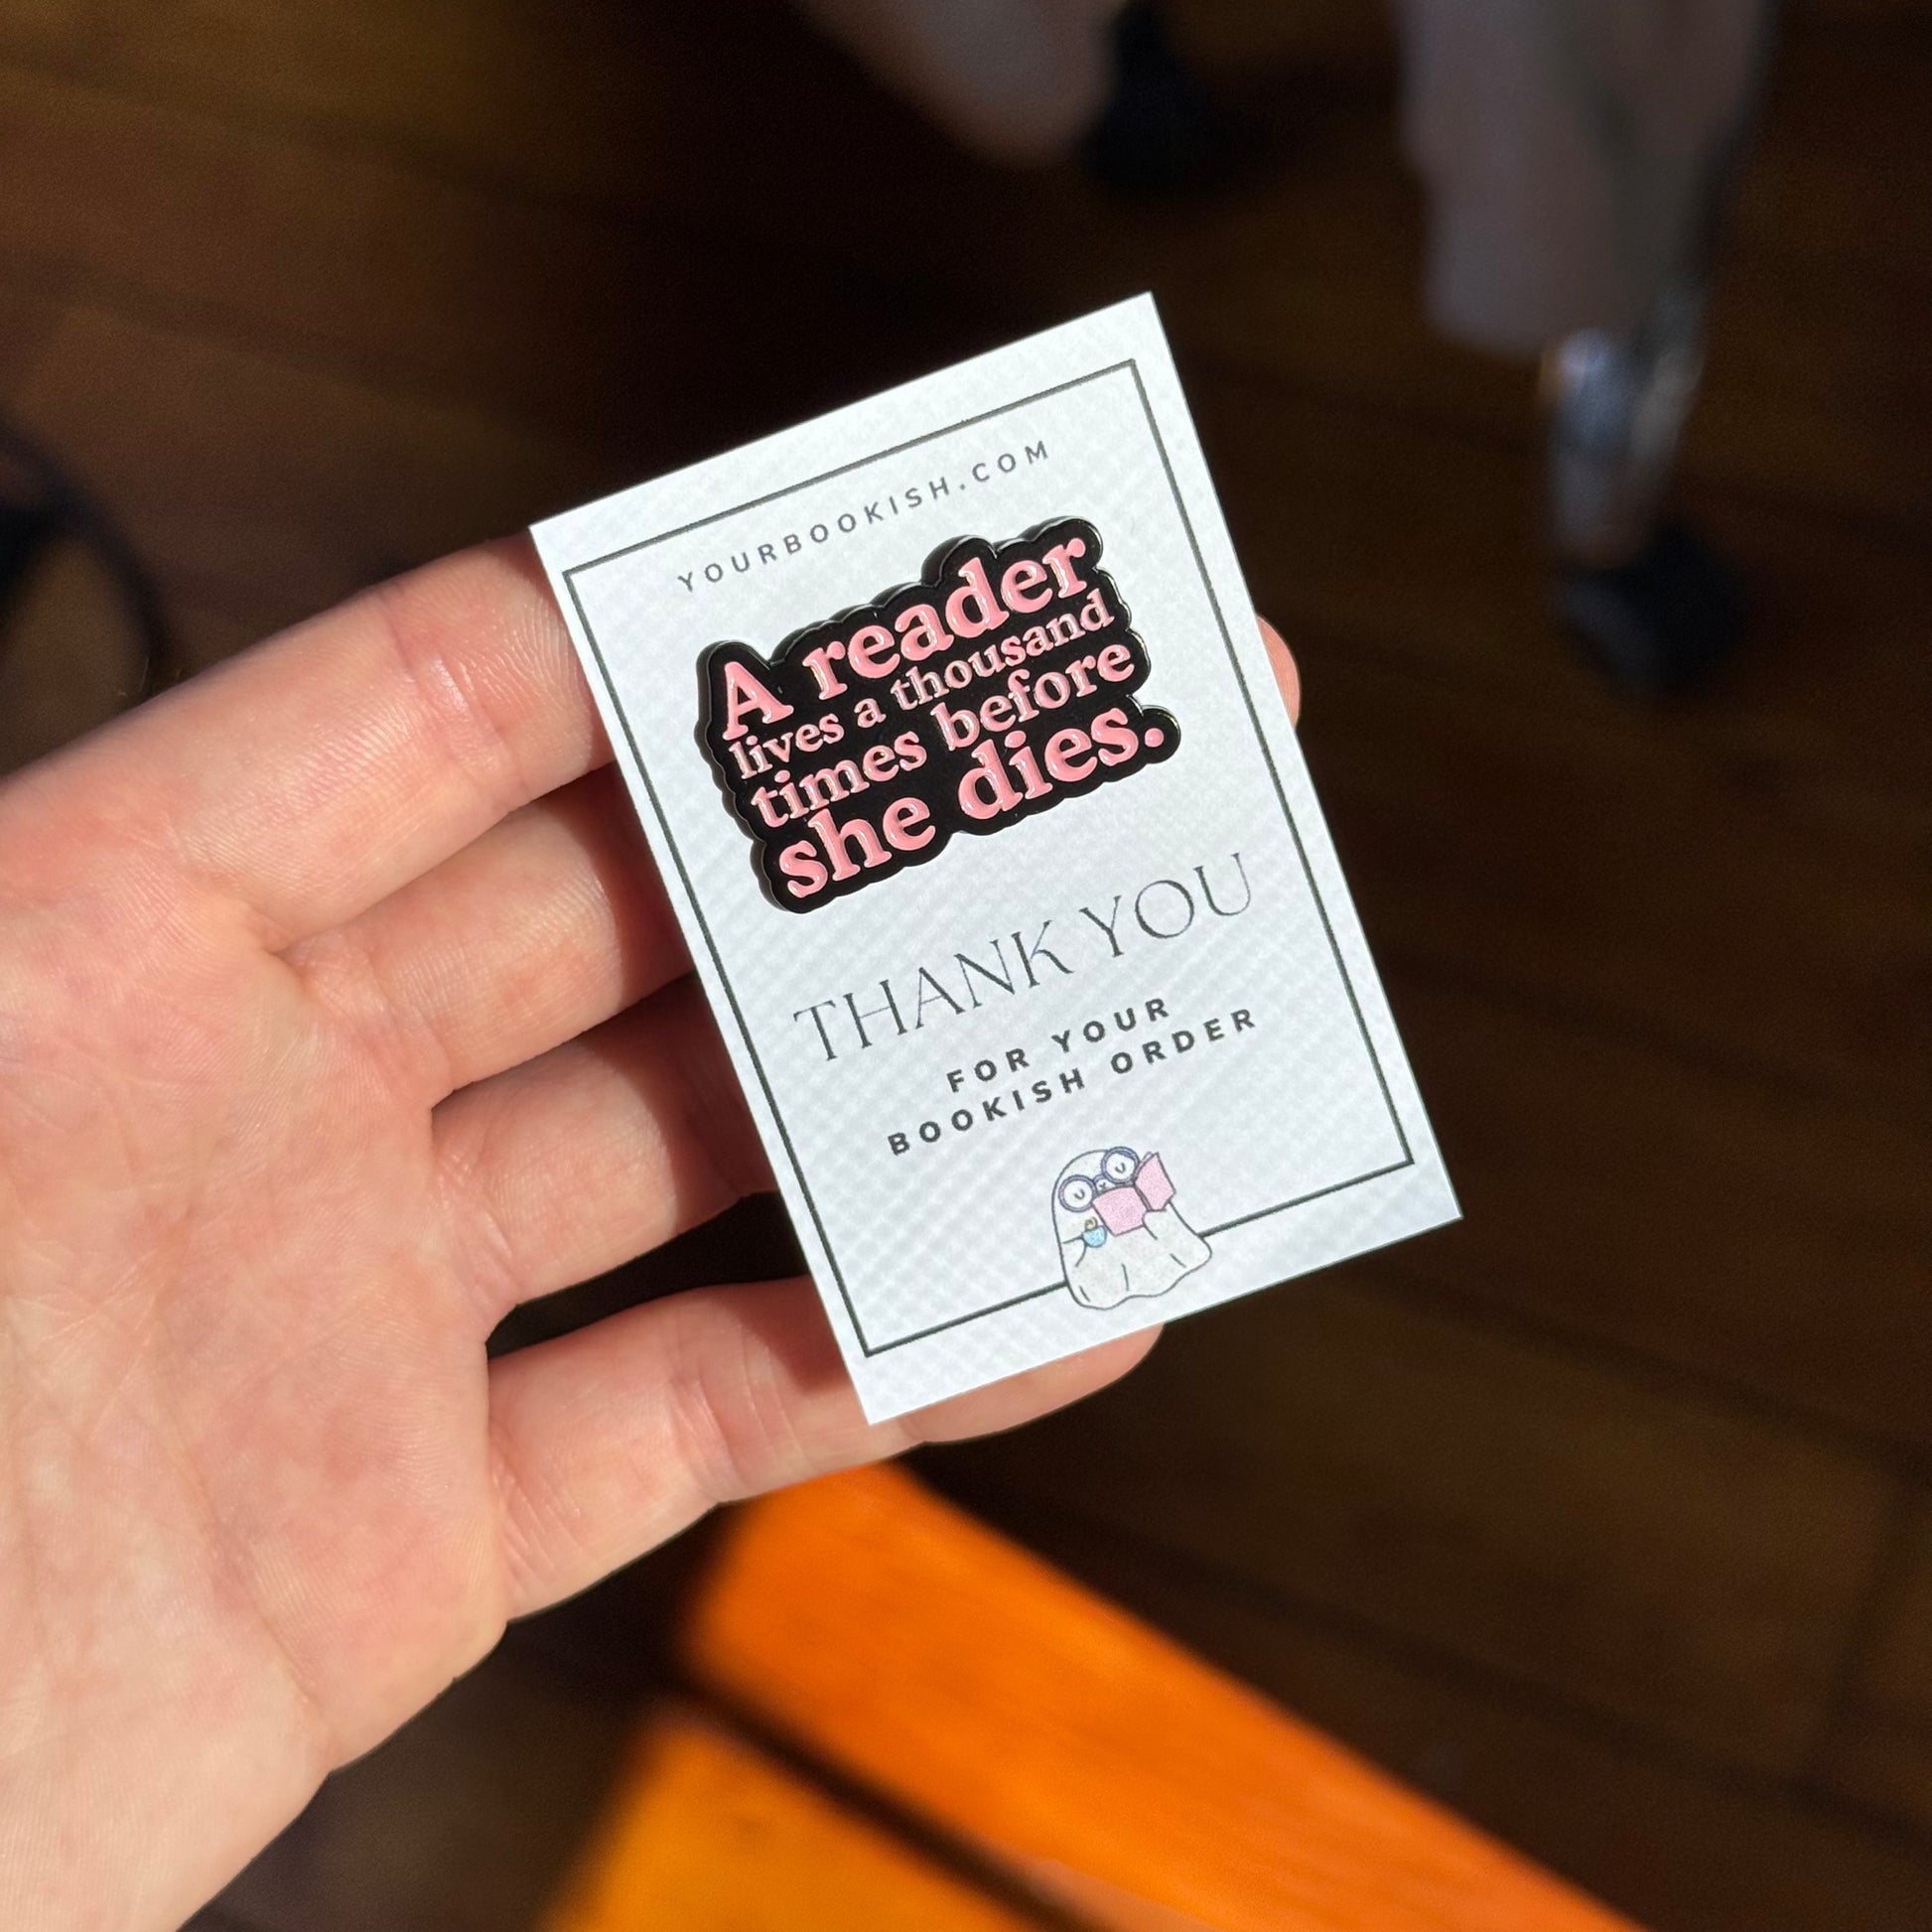 YOURBOOKISH.COM
A reader
lives a thousand
times before
she dies.
THANK YOU
FOR YOUR
BOOKISH ORDER